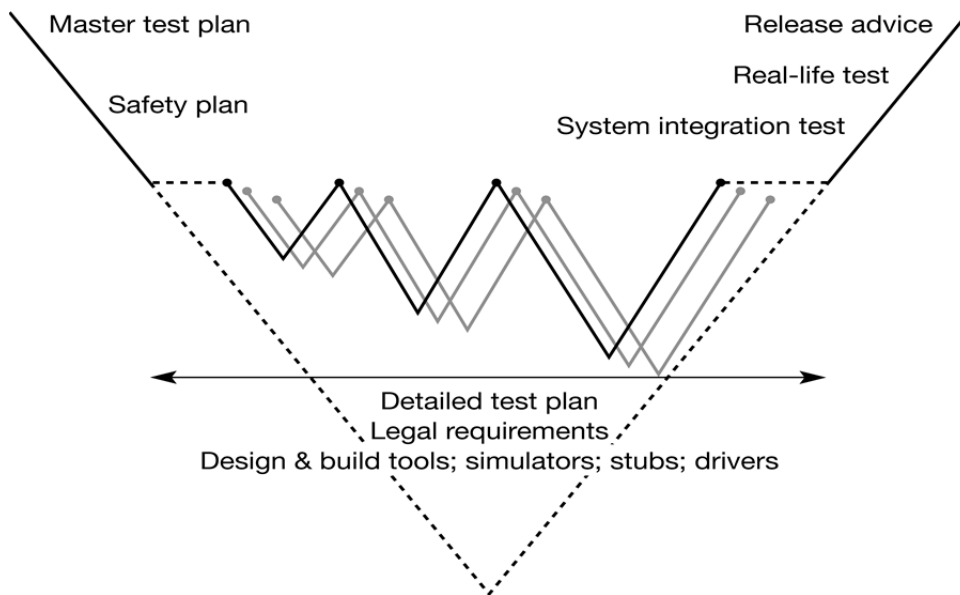 Master test plan
Release advice
Real-life test
Safety plan
System integration test
Detailed test plan
Legal requirements
Design & build tools; simulators; stubs; drivers